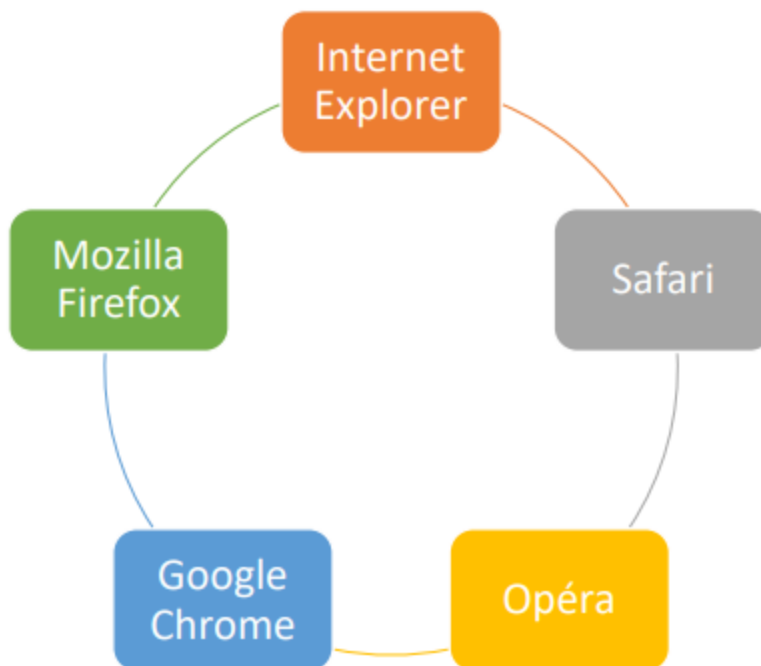 Internet
Explorer
Mozilla
Firefox
Safari
Google
Chrome
Opéra